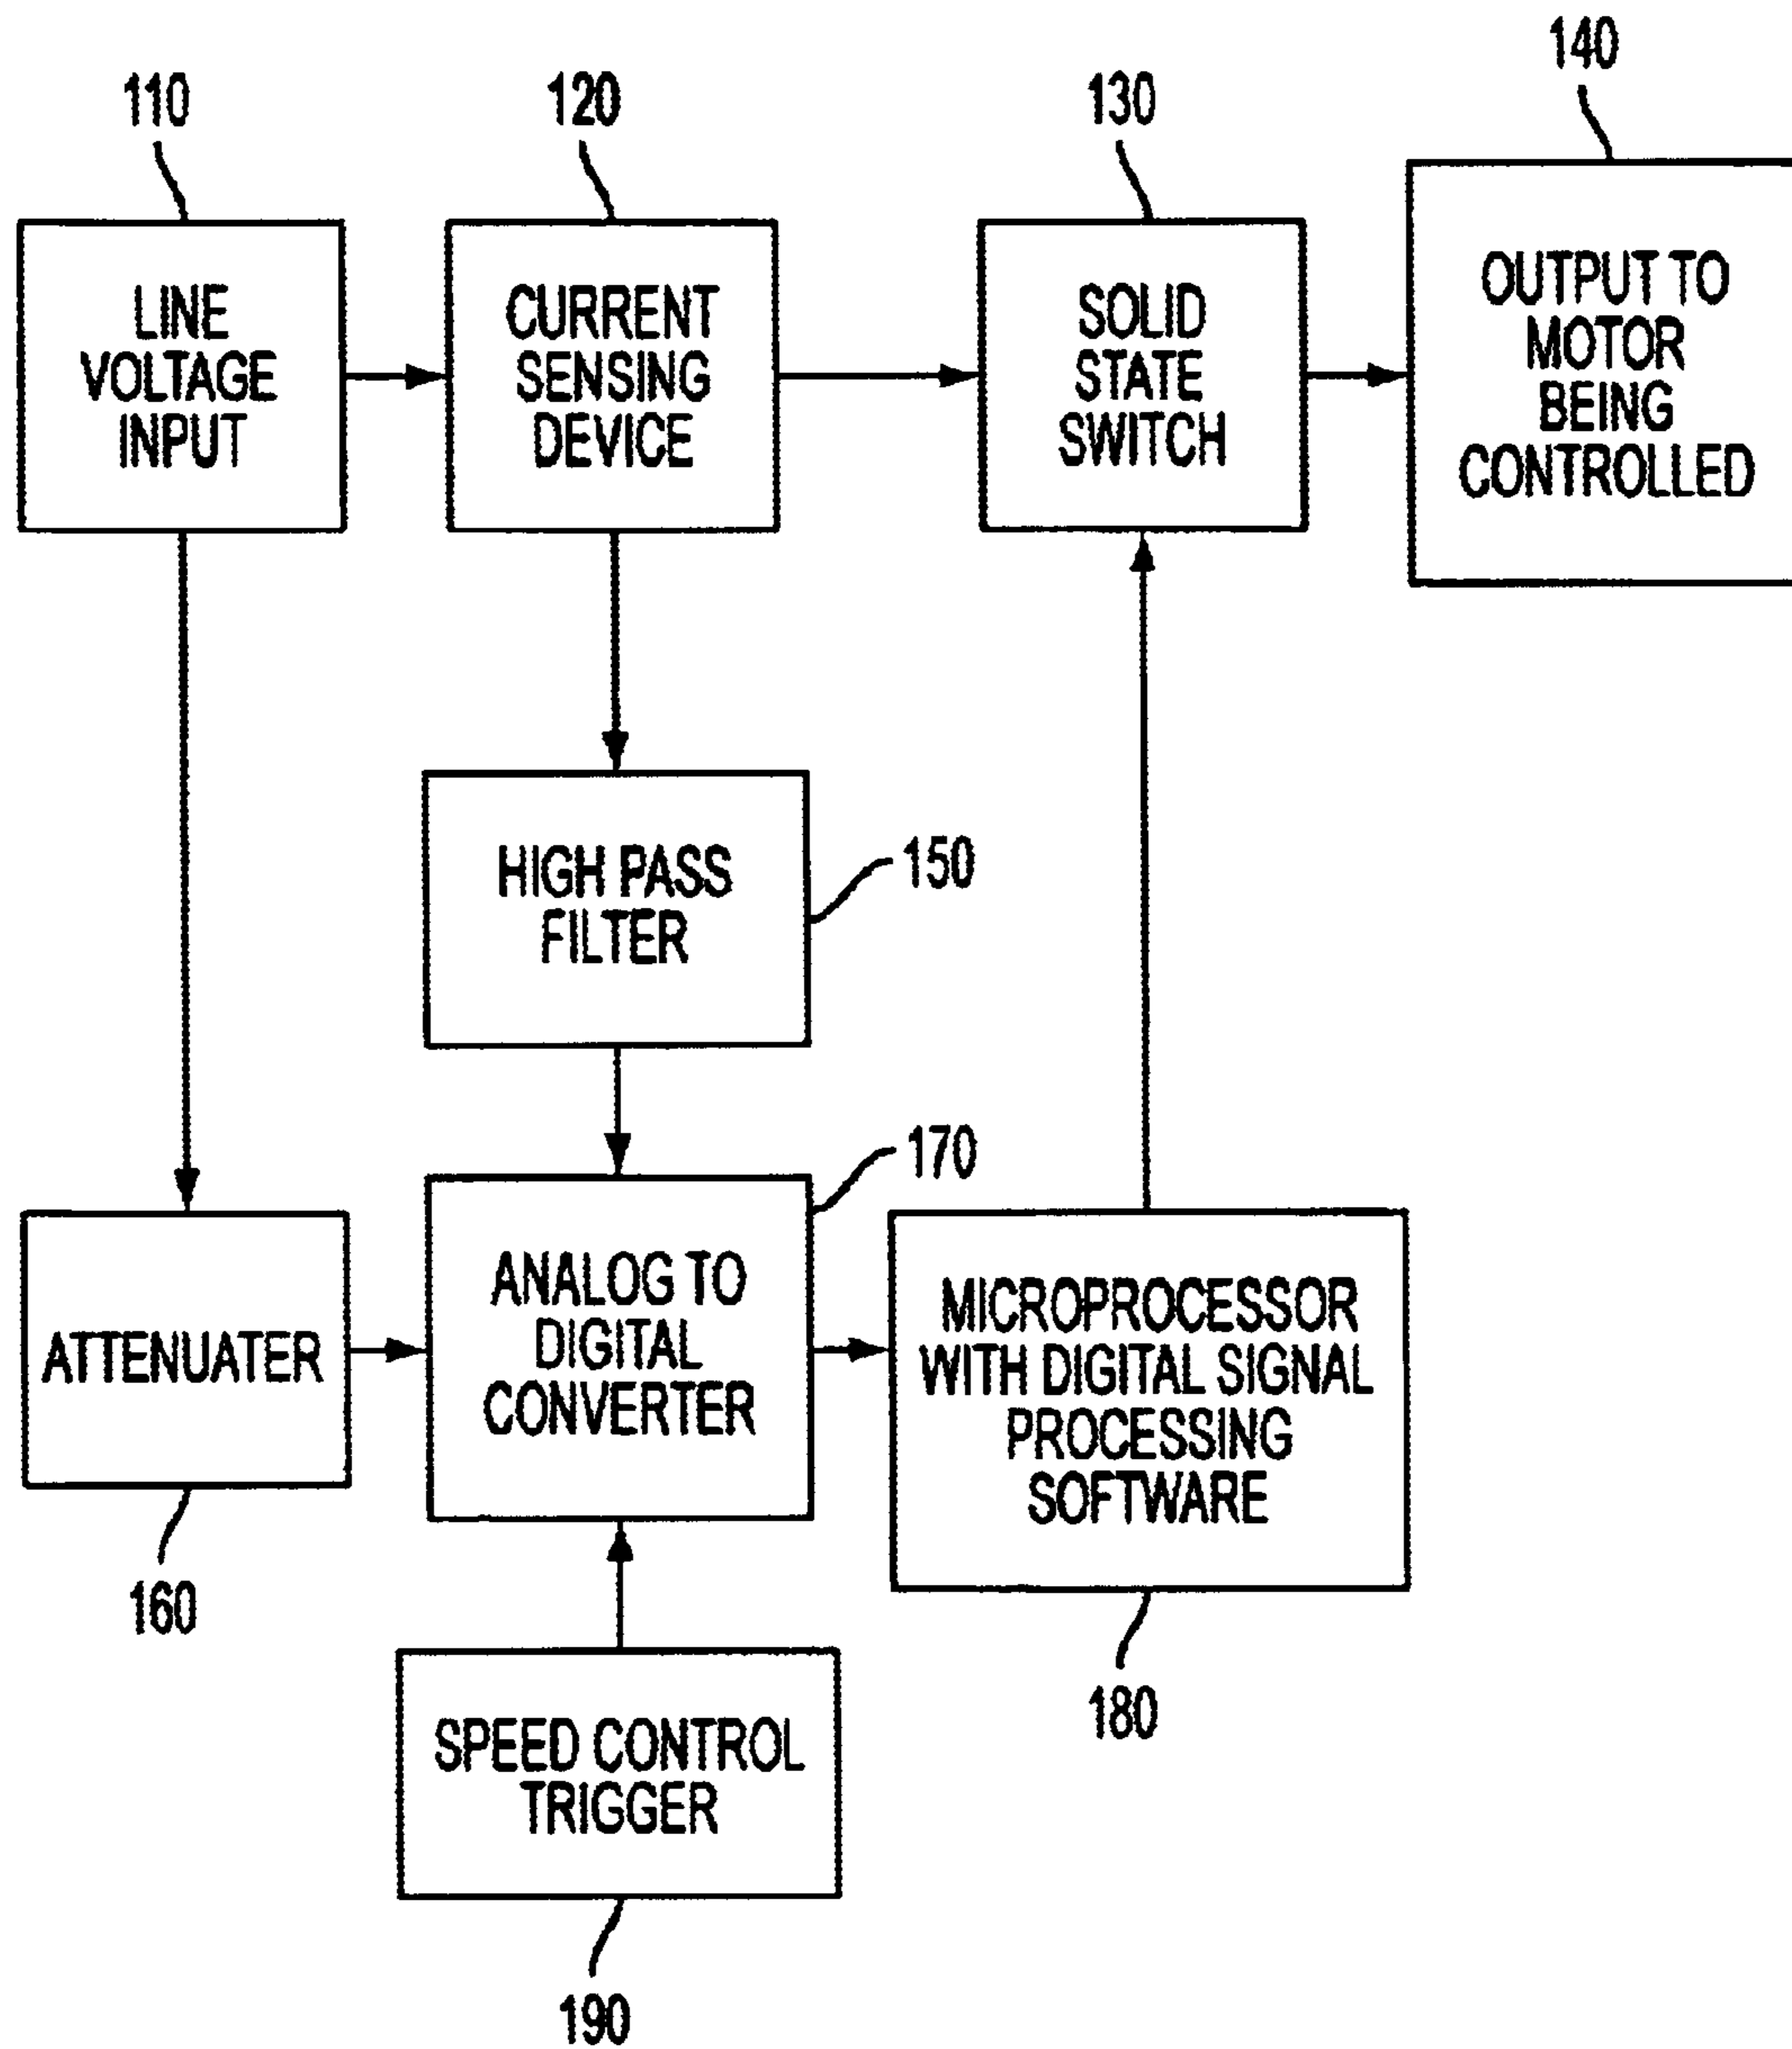 140
110
120
130
LINE
VOLTAGE
INPUT
CURRENT
SENSING
DEVICE
SOLID
STATE
SWITCH
OUTPUT TO
MOTOR
BEING
CONTROLLED
HIGH PASS
FILTER
150
170
ATTENUATER
ANALOG TO
DIGITAL
CONVERTER
MICROPROCESSOR
WITH DIGITAL SIGNAL
PROCESSING
SOFTWARE
160
180
SPEED CONTROL
TRIGGER
190